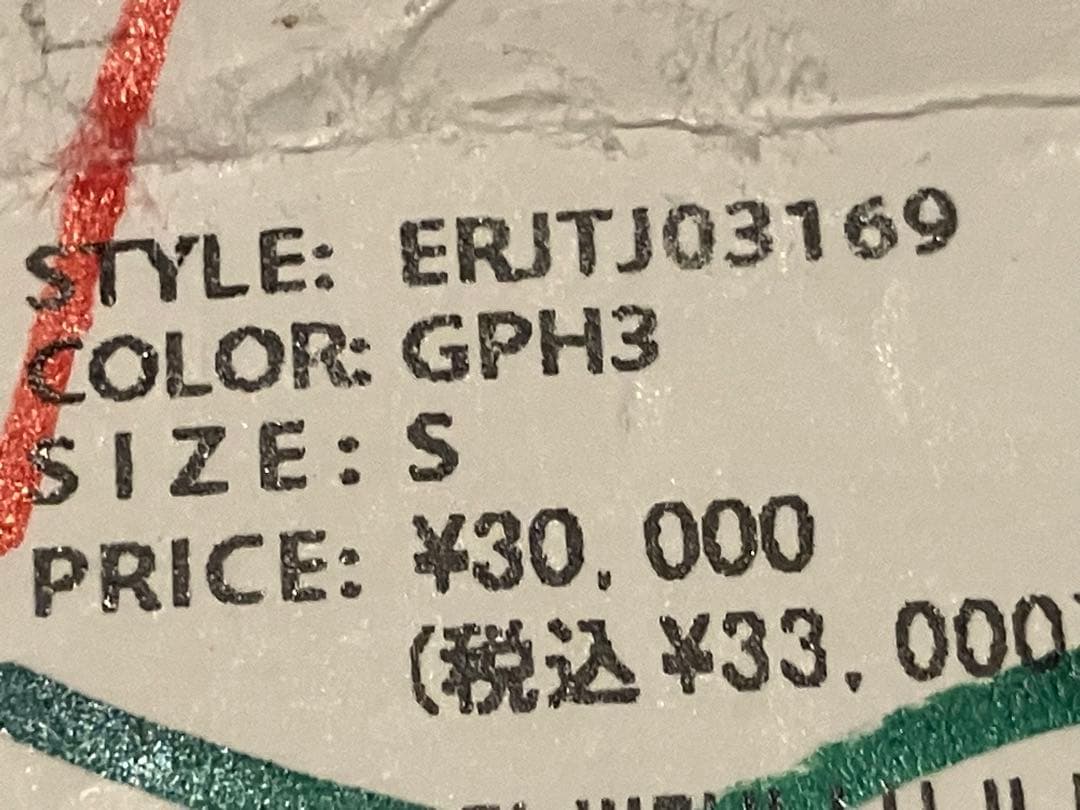 STYLE: ERJTJ03169
COLOR: GPH3
SIZE: S
PRICE: ¥30,000
(税込 ¥33,000)